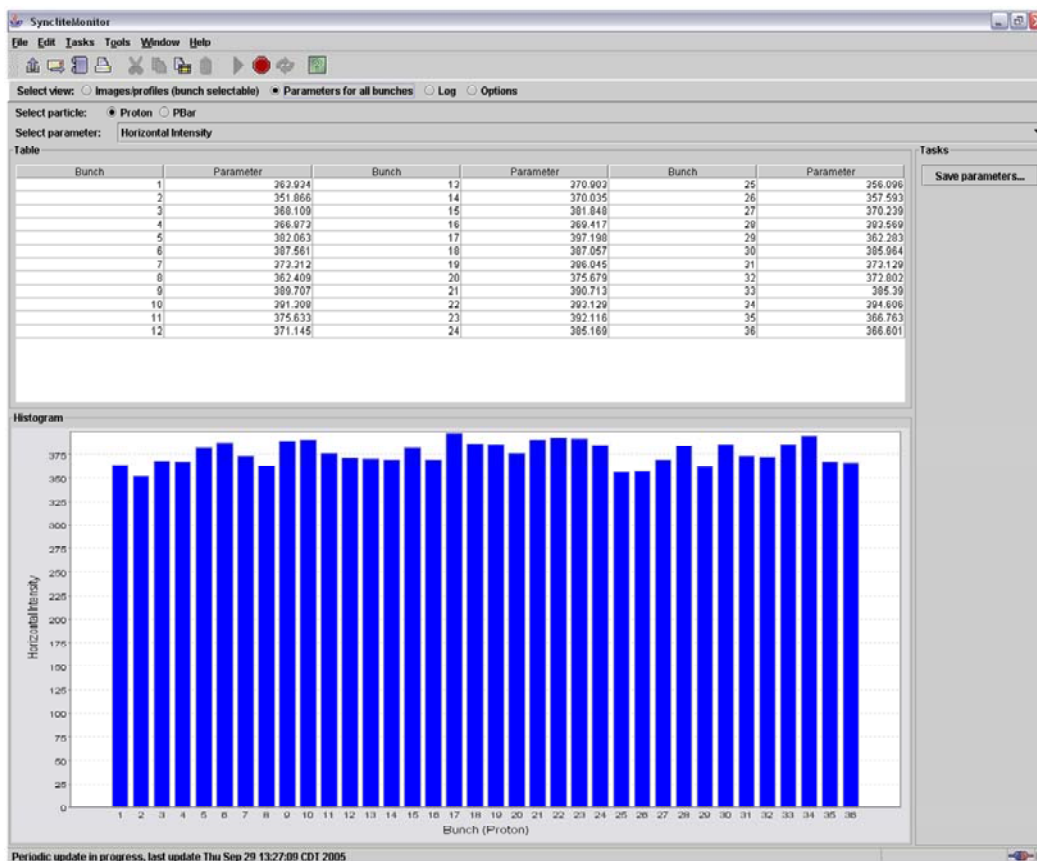 SyncliteMonitor
File Edit Tasks Tools Window Help
Select view: Images/profiles (bunch selectable) Parameters for all bunches Log Options
Select particle: Proton PBar
Select parameter: Horizontal Intensity
Table
Tasks
Bunch Parameter Bunch Parameter Bunch Parameter
Save parameters...
1 363.934 13 370.903 25 356.096
2 351.866 14 370.035 26 357.593
3 368.109 15 381.848 27 370.239
4 366.873 16 369.417 28
5 382.063 17 397.198 29 362.283
6 387.561 18 387.057 30 385.964
7 19 386.045 31 373.129
8 362.409 20 375.679 32 372.802
9 389.707 21 390.713 33 385.39
10 391.309 22 393.129 34
11 375.633 23 392.116 35 366.763
12 371.145 24 385.169 36 366.601
Histogram
375
350
325
300
275
250
225
200
175
150
125
100
75
50
25
0
Horizontal Intensity
1 2 3 4 5 6 7 8 9 10 11 12 13 14 15 16 17 18 19 20 21 22 23 24 25 26 27 28 29 30 31 32 33 34 35 36
Bunch (Proton)
Periodic update in progress, last update Thu Sep 29 13:27:09 CDT 2005